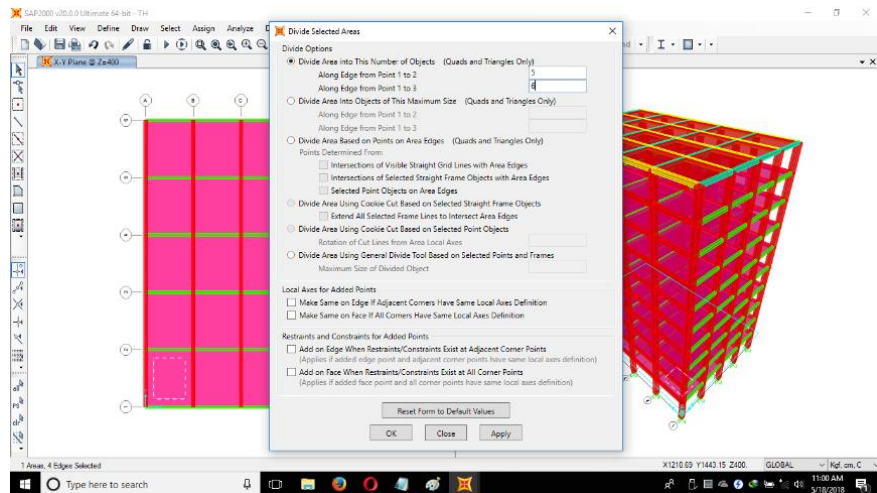 SAP2000 v20.0.0 Ultimate 64-bit - TH
File Edit View Define Draw Select Assign Analyze
X-Y Plane @ Z=400
A B C
Divide Selected Areas
Divide Options
Divide Area into This Number of Objects (Quads and Triangles Only)
Along Edge from Point 1 to 2 5
Along Edge from Point 1 to 3 6
Divide Area Into Objects of This Maximum Size (Quads and Triangles Only)
Along Edge from Point 1 to 2
Along Edge from Point 1 to 3
Divide Area Based on Points on Area Edges (Quads and Triangles Only)
Points Determined From:
Intersections of Visible Straight Grid Lines with Area Edges
Intersections of Selected Straight Frame Objects with Area Edges
Selected Point Objects on Area Edges
Divide Area Using Cookie Cut Based on Selected Straight Frame Objects
Extend All Selected Frame Lines to Intersect Area Edges
Divide Area Using Cookie Cut Based on Selected Point Objects
Rotation of Cut Lines from Area Local Axes
Divide Area Using General Divide Tool Based on Selected Points and Frames
Maximum Size of Divided Object
Local Axes for Added Points
Make Same on Edge If Adjacent Corners Have Same Local Axes Definition
Make Same on Face If All Corners Have Same Local Axes Definition
Restraints and Constraints for Added Points
Add on Edge When Restraints/Constraints Exist at Adjacent Corner Points
(Applies if added edge point and adjacent corner points have same local axes definition)
Add on Face When Restraints/Constraints Exist at All Corner Points
(Applies if added face point and all corner points have same local axes definition)
Reset Form to Default Values
OK Close Apply
1 Areas, 4 Edges Selected
X1210.69 Y1443.15 Z400. GLOBAL Kgf, cm, C
Type here to search
11:00 AM
5/18/2018